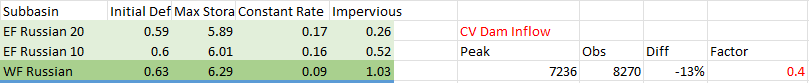 Subbasin Initial Def Max Stora Constant Rate Impervious
EF Russian 20 0.59 5.89 0.17 0.26 CV Dam Inflow
EF Russian 10 0.6 6.01 0.16 0.52 Peak Obs Diff Factor
WF Russian 0.63 6.29 0.09 1.03 7236 8270 -13% 0.4